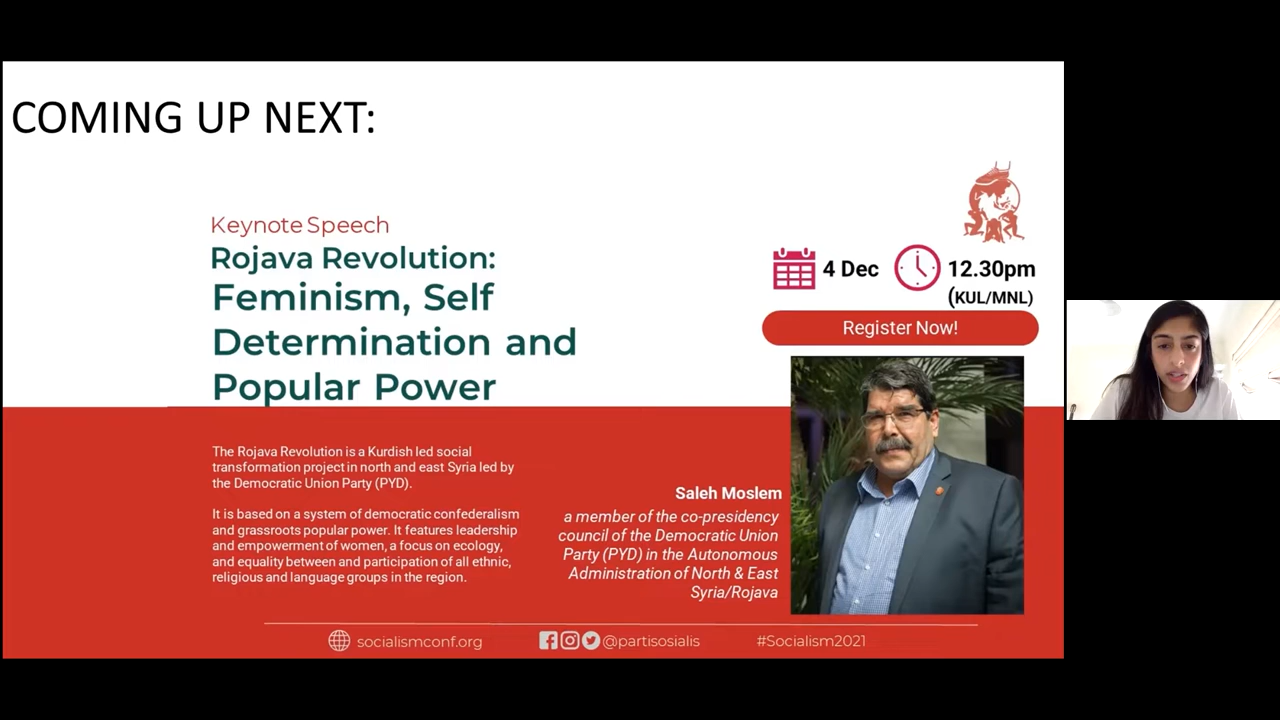 COMING UP NEXT:
Keynote Speech
Rojava Revolution:
Feminism, Self
Determination and
Popular Power
4 Dec
12.30pm
(KUL/MNL)
Register Now!
The Rojava Revolution is a Kurdish led social
transformation project in north and east Syria led by
the Democratic Union Party (PYD).
It is based on a system of democratic confederalism
and grassroots popular power. It features leadership
and empowerment of women, a focus on ecology,
and equality between and participation of all ethnic,
religious and language groups in the region.
Saleh Moslem
a member of the co-presidency
council of the Democratic Union
Party (PYD) in the Autonomous
Administration of North & East
Syria/Rojava
socialismconf.org
@partisosialis
#Socialism2021